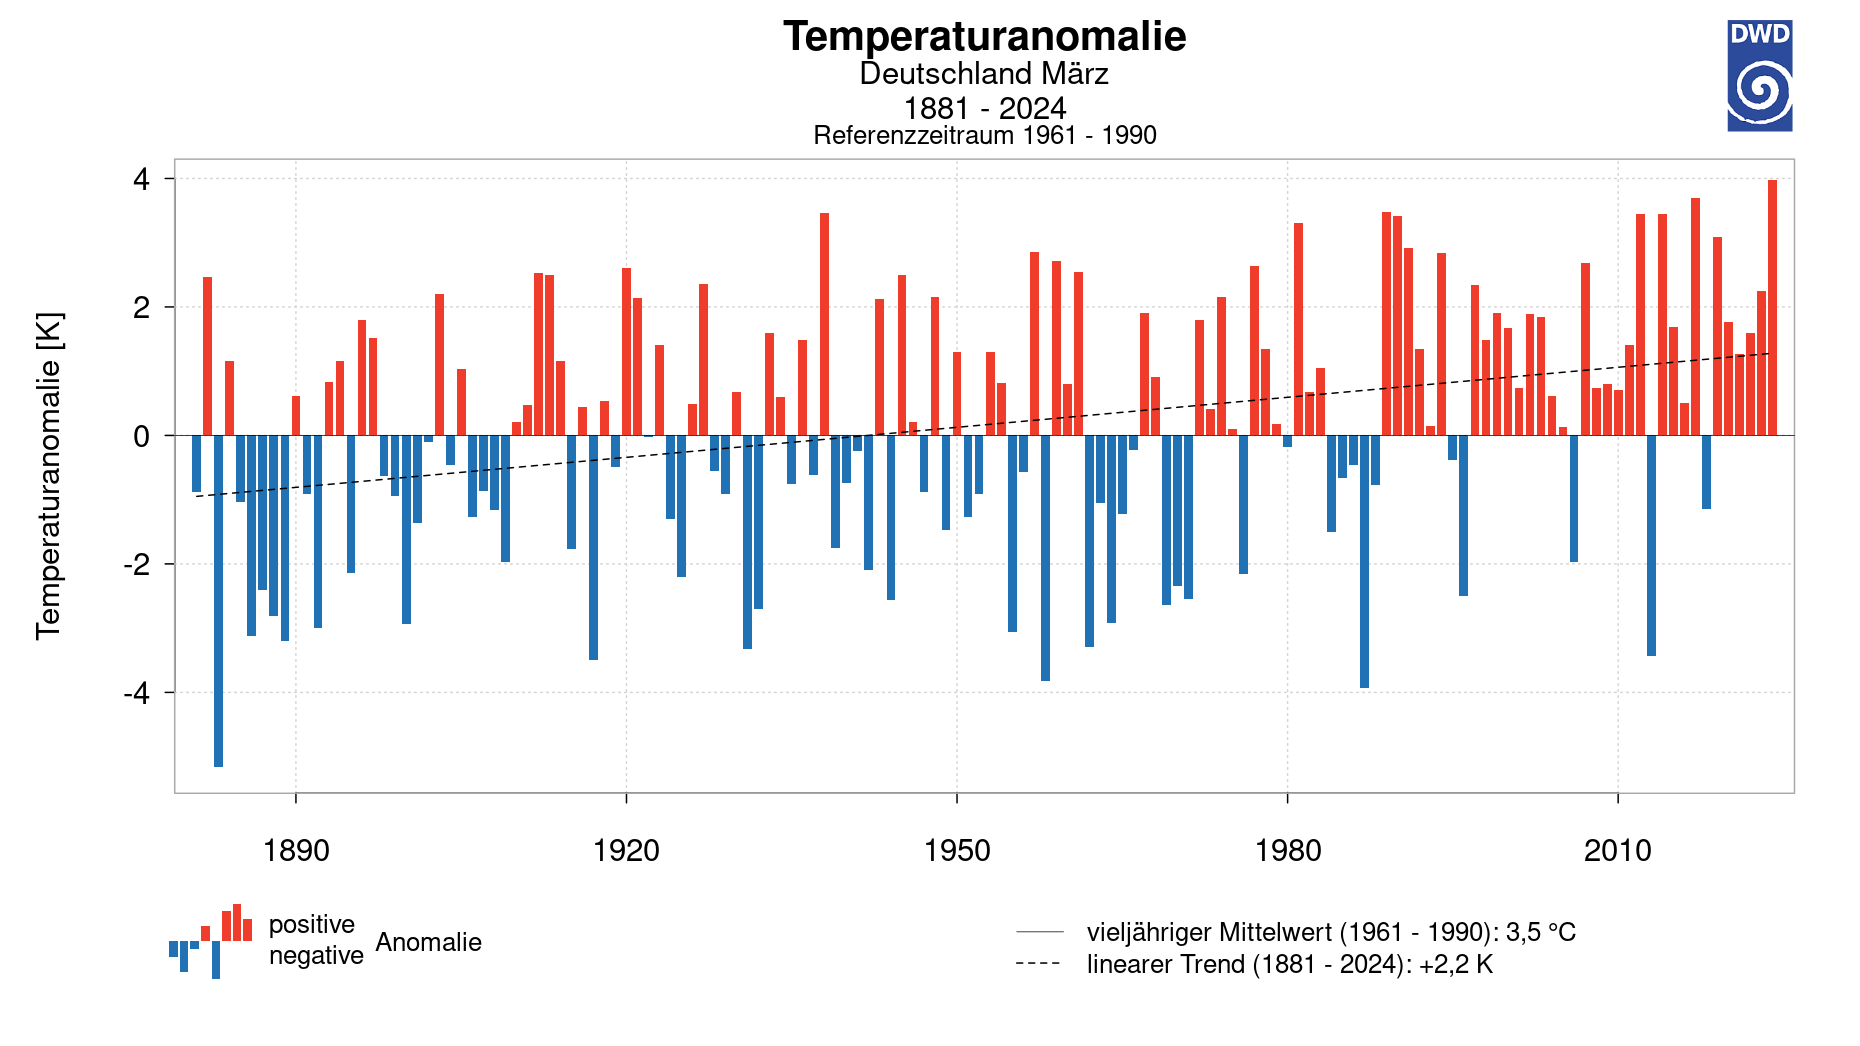 Temperaturanomalie
Deutschland März
1881 - 2024
Referenzzeitraum 1961 - 1990
DWD
Temperaturanomalie [K]
4
2
0
-2
-4
1890
1920
1950
1980
2010
positive
negative
Anomalie
vieljähriger Mittelwert (1961 - 1990): 3,5 °C
linearer Trend (1881 - 2024): +2,2 K